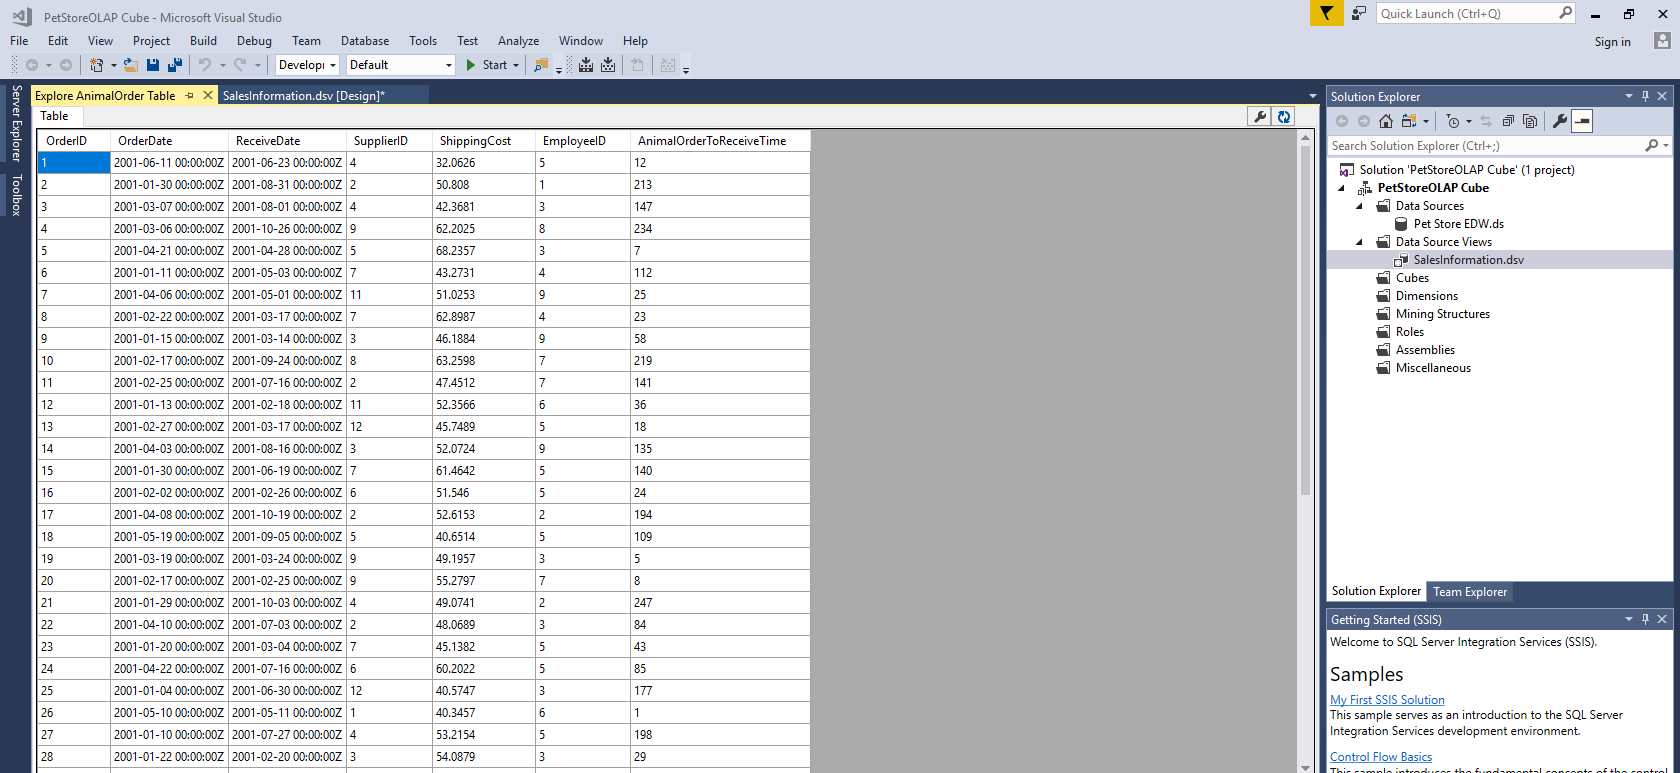 PetStoreOLAP Cube - Microsoft Visual Studio
Quick Launch (Ctrl+Q)
File Edit View Project Build Debug Team Database Tools Test Analyze Window Help
Sign in
Developı Default Start
Server Explorer
Toolbox
Explore AnimalOrder Table SalesInformation.dsv [Design]*
Table
OrderID OrderDate ReceiveDate SupplierID ShippingCost EmployeeID AnimalOrderToReceiveTime
1 2001-06-11 00:00:00Z 2001-06-23 00:00:00Z 4 32.0626 5 12
2 2001-01-30 00:00:00Z 2001-08-31 00:00:00Z 2 50.808 1 213
3 2001-03-07 00:00:00Z 2001-08-01 00:00:00Z 4 42.3681 3 147
4 2001-03-06 00:00:00Z 2001-10-26 00:00:00Z 9 62.2025 8 234
5 2001-04-21 00:00:00Z 2001-04-28 00:00:00Z 5 68.2357 3 7
6 2001-01-11 00:00:00Z 2001-05-03 00:00:00Z 7 43.2731 4 112
7 2001-04-06 00:00:00Z 2001-05-01 00:00:00Z 11 51.0253 9 25
8 2001-02-22 00:00:00Z 2001-03-17 00:00:00Z 7 62.8987 4 23
9 2001-01-15 00:00:00Z 2001-03-14 00:00:00Z 3 46.1884 9 58
10 2001-02-17 00:00:00Z 2001-09-24 00:00:00Z 8 63.2598 7 219
11 2001-02-25 00:00:00Z 2001-07-16 00:00:00Z 2 47.4512 7 141
12 2001-01-13 00:00:00Z 2001-02-18 00:00:00Z 11 52.3566 6 36
13 2001-02-27 00:00:00Z 2001-03-17 00:00:00Z 12 45.7489 5 18
14 2001-04-03 00:00:00Z 2001-08-16 00:00:00Z 3 52.0724 9 135
15 2001-01-30 00:00:00Z 2001-06-19 00:00:00Z 7 61.4642 5 140
16 2001-02-02 00:00:00Z 2001-02-26 00:00:00Z 6 51.546 5 24
17 2001-04-08 00:00:00Z 2001-10-19 00:00:00Z 2 52.6153 2 194
18 2001-05-19 00:00:00Z 2001-09-05 00:00:00Z 5 40.6514 5 109
19 2001-03-19 00:00:00Z 2001-03-24 00:00:00Z 9 49.1957 3 5
20 2001-02-17 00:00:00Z 2001-02-25 00:00:00Z 9 55.2797 7 8
21 2001-01-29 00:00:00Z 2001-10-03 00:00:00Z 4 49.0741 2 247
22 2001-04-10 00:00:00Z 2001-07-03 00:00:00Z 2 48.0689 3 84
23 2001-01-20 00:00:00Z 2001-03-04 00:00:00Z 7 45.1382 5 43
24 2001-04-22 00:00:00Z 2001-07-16 00:00:00Z 6 60.2022 5 85
25 2001-01-04 00:00:00Z 2001-06-30 00:00:00Z 12 40.5747 3 177
26 2001-05-10 00:00:00Z 2001-05-11 00:00:00Z 1 40.3457 6 1
27 2001-01-10 00:00:00Z 2001-07-27 00:00:00Z 4 53.2154 5 198
28 2001-01-22 00:00:00Z 2001-02-20 00:00:00Z 3 54.0879 3 29
Solution Explorer
Search Solution Explorer (Ctrl+;)
Solution 'PetStoreOLAP Cube' (1 project)
PetStoreOLAP Cube
Data Sources
Pet Store EDW.ds
Data Source Views
SalesInformation.dsv
Cubes
Dimensions
Mining Structures
Roles
Assemblies
Miscellaneous
Solution Explorer Team Explorer
Getting Started (SSIS)
Welcome to SQL Server Integration Services (SSIS).
Samples
My First SSIS Solution
This sample serves as an introduction to the SQL Server
Integration Services development environment.
Control Flow Basics
This sample introduces the fundamental concepts of the control